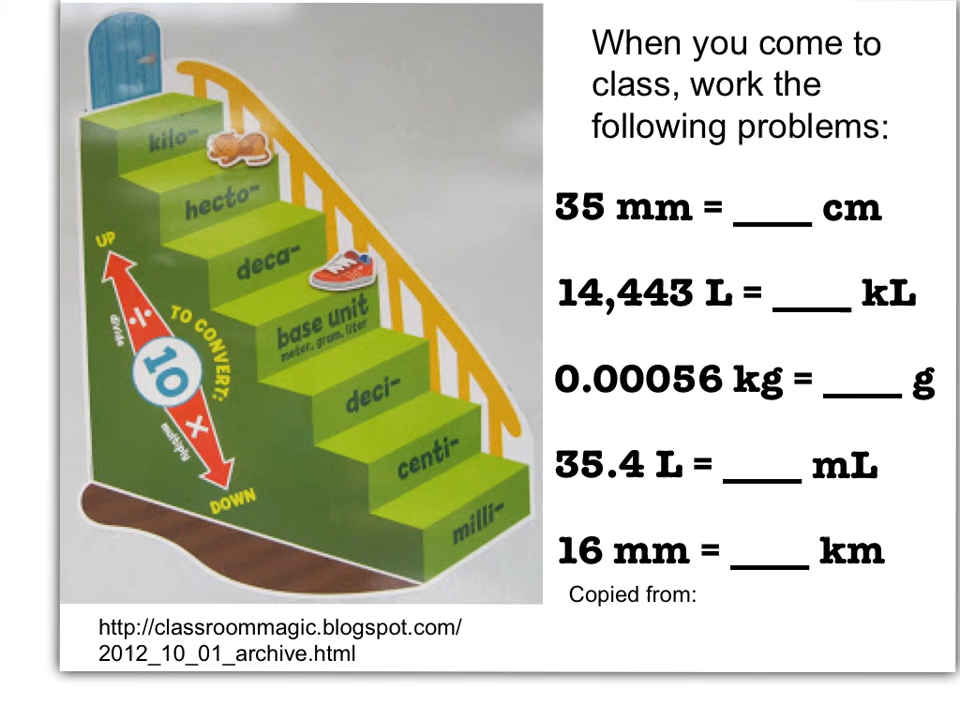 When you come to
class, work the
following problems:
kilo-
hecto-
deca-
base unit
meter, gram, liter
deci-
centi-
milli-
UP
÷
divide
TO CONVERT:
10
x
multiply
DOWN
35 mm = ____ cm
14,443 L = ____ kL
0.00056 kg = ____ g
35.4 L = ____ mL
16 mm = ____ km
Copied from:
http://classroommagic.blogspot.com/
2012_10_01_archive.html